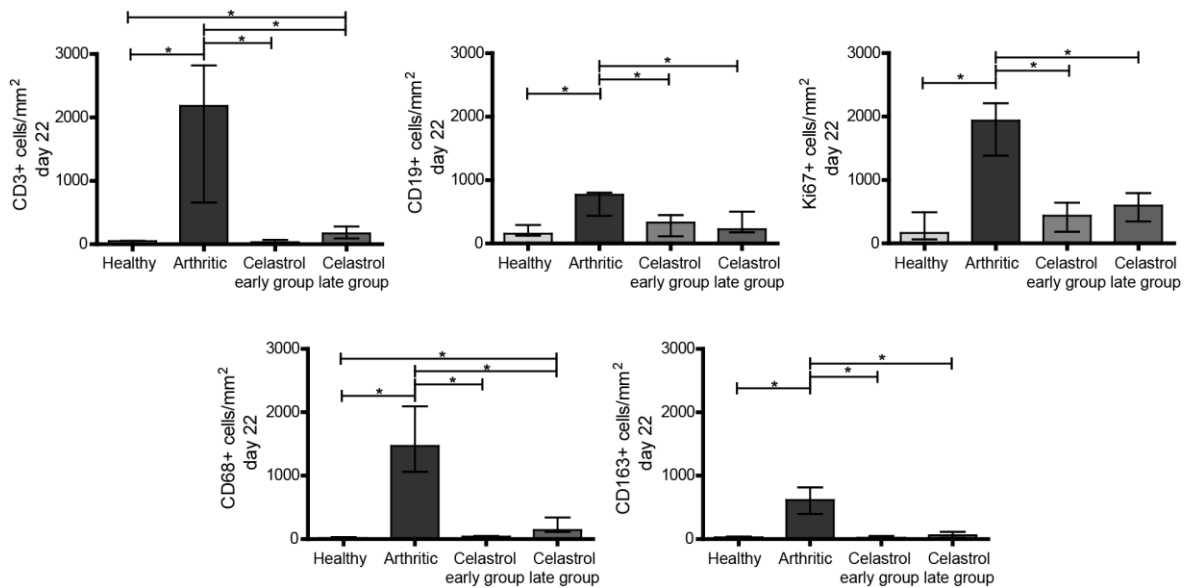 CD3+ cells/mm²
day 22
3000
2000
1000
0
*
*
*
*
Healthy
Arthritic
Celastrol
early group
Celastrol
late group
CD19+ cells/mm²
day 22
3000
2000
1000
0
*
*
*
Healthy
Arthritic
Celastrol
early group
Celastrol
late group
Ki67+ cells/mm²
day 22
3000
2000
1000
0
*
*
*
Healthy
Arthritic
Celastrol
early group
Celastrol
late group
CD68+ cells/mm²
day 22
3000
2000
1000
0
*
*
*
*
Healthy
Arthritic
Celastrol
early group
Celastrol
late group
CD163+ cells/mm²
day 22
3000
2000
1000
0
*
*
*
Healthy
Arthritic
Celastrol
early group
Celastrol
late group